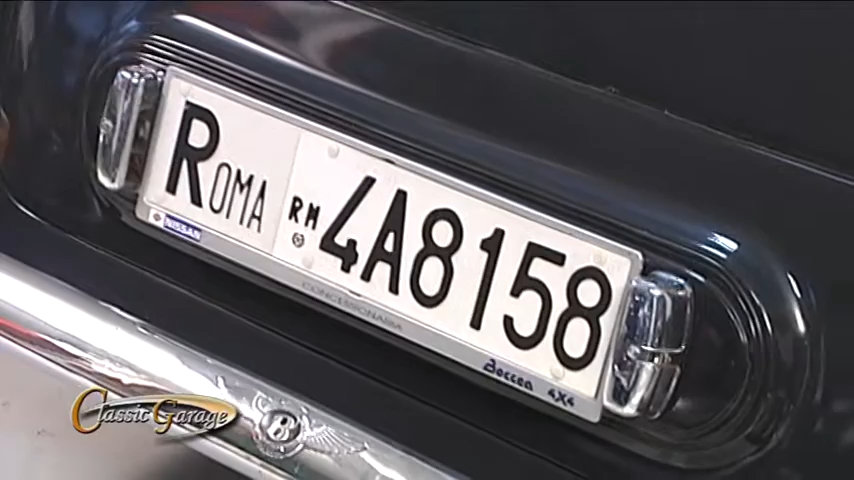 ROMA RM 4A8158
NISSAN CONCESSIONARIA Boccea 4x4
Classic Garage
B